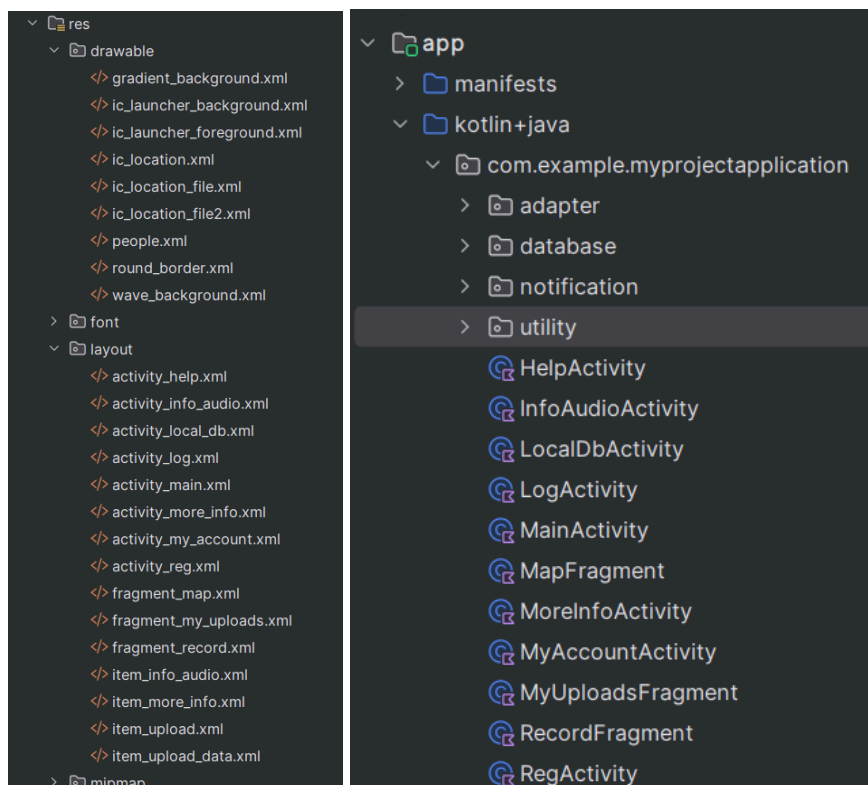 res
drawable
gradient_background.xml
ic_launcher_background.xml
ic_launcher_foreground.xml
ic_location.xml
ic_location_file.xml
ic_location_file2.xml
people.xml
round_border.xml
wave_background.xml
font
layout
activity_help.xml
activity_info_audio.xml
activity_local_db.xml
activity_log.xml
activity_main.xml
activity_more_info.xml
activity_my_account.xml
activity_reg.xml
fragment_map.xml
fragment_my_uploads.xml
fragment_record.xml
item_info_audio.xml
item_more_info.xml
item_upload.xml
item_upload_data.xml
mipmap
app
manifests
kotlin+java
com.example.myprojectapplication
adapter
database
notification
utility
HelpActivity
InfoAudioActivity
LocalDbActivity
LogActivity
MainActivity
MapFragment
MoreInfoActivity
MyAccountActivity
MyUploadsFragment
RecordFragment
RegActivity